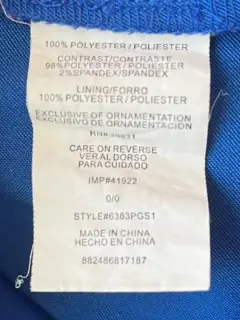 100% POLYESTER / POLIESTER
CONTRAST/CONTRASTE
98% POLYESTER / POLIESTER
2%SPANDEX/SPANDEX
LINING/FORRO
100% POLYESTER / POLIESTER
EXCLUSIVE OF ORNAMENTATION
EXCLUSIVO DE ORNAMENTACIÓN
CARE ON REVERSE
VER AL DORSO
PARA CUIDADO
IMP#41922
0/0
STYLE#6383PGS1
MADE IN CHINA
HECHO EN CHINA
882486817187